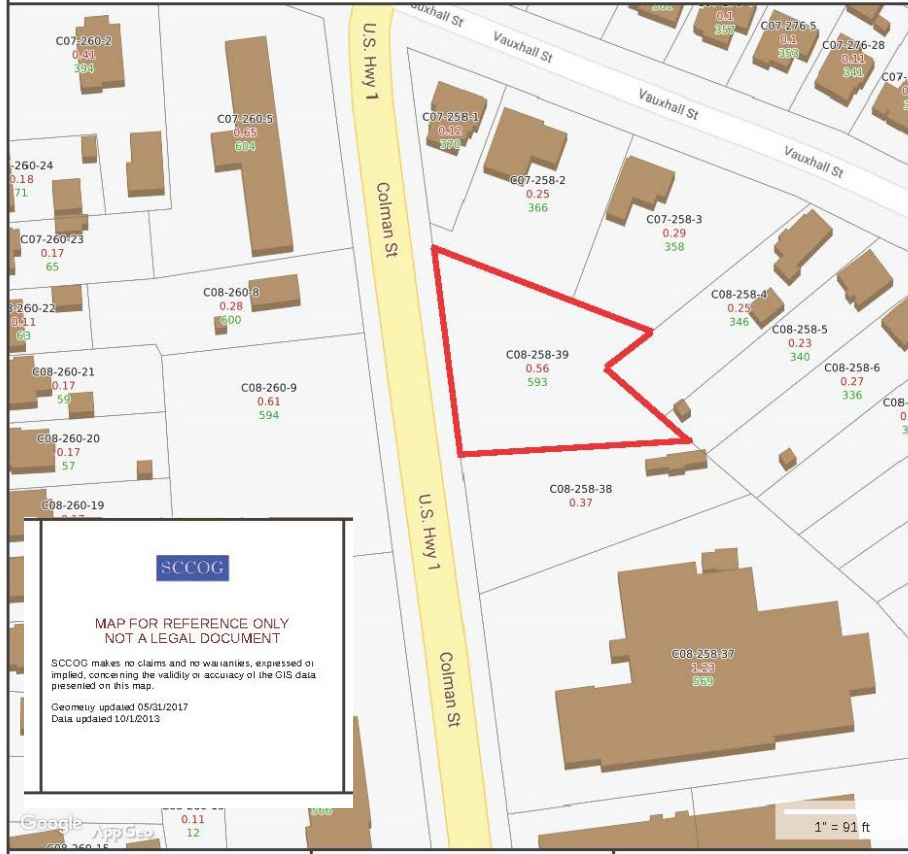 Vauxhall St
Vauxhall St
Vauxhall St
U.S. Hwy 1
Colman St
U.S. Hwy 1
Colman St
C07-260-2
0.41
394
C07-260-5
0.65
604
C07-258-1
0.12
370
C07-258-2
0.25
366
C07-258-3
0.29
358
357
0.1
C07-276-5
0.1
353
C07-276-28
0.11
341
-260-24
0.18
71
C07-260-23
0.17
65
C08-260-8
0.28
600
8-260-22
0.11
63
C08-258-4
0.25
346
C08-258-5
0.23
340
C08-258-6
0.27
336
C08-260-21
0.17
59
C08-260-9
0.61
594
C08-258-39
0.56
593
C08-260-20
0.17
57
C08-258-38
0.37
C08-260-19
C08-258-37
1.23
569
SCCOG
MAP FOR REFERENCE ONLY
NOT A LEGAL DOCUMENT
SCCOG makes no claims and no warranties, expressed or
implied, concerning the validity or accuracy of the GIS data
presented on this map.
Geometry updated 05/31/2017
Data updated 10/1/2013
0.11
12
Google
AppGeo
1" = 91 ft